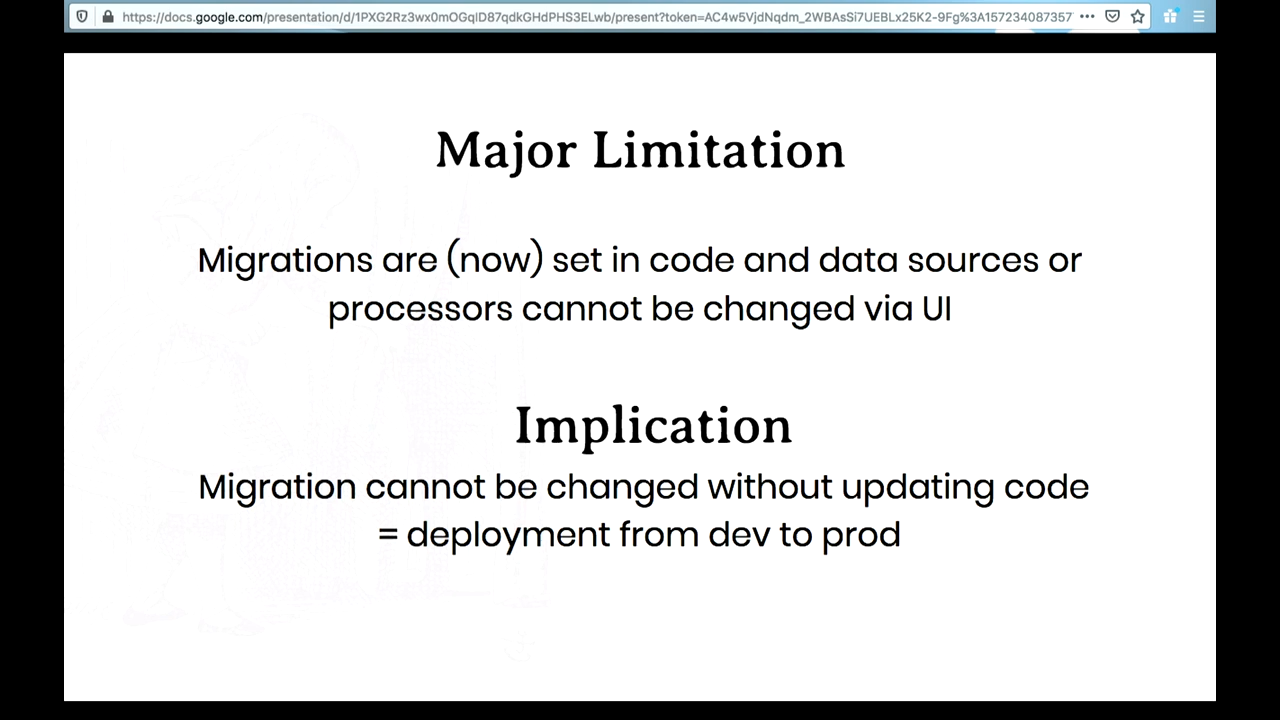 https://docs.google.com/presentation/d/1PXG2Rz3wx0mOGqID87qdkGHdPHS3ELwb/present?token=AC4w5VjdNqdm_2WBAsSi7UEBLx25K2-9Fg%3A157234087357
Major Limitation
Migrations are (now) set in code and data sources or
processors cannot be changed via UI
Implication
Migration cannot be changed without updating code
= deployment from dev to prod